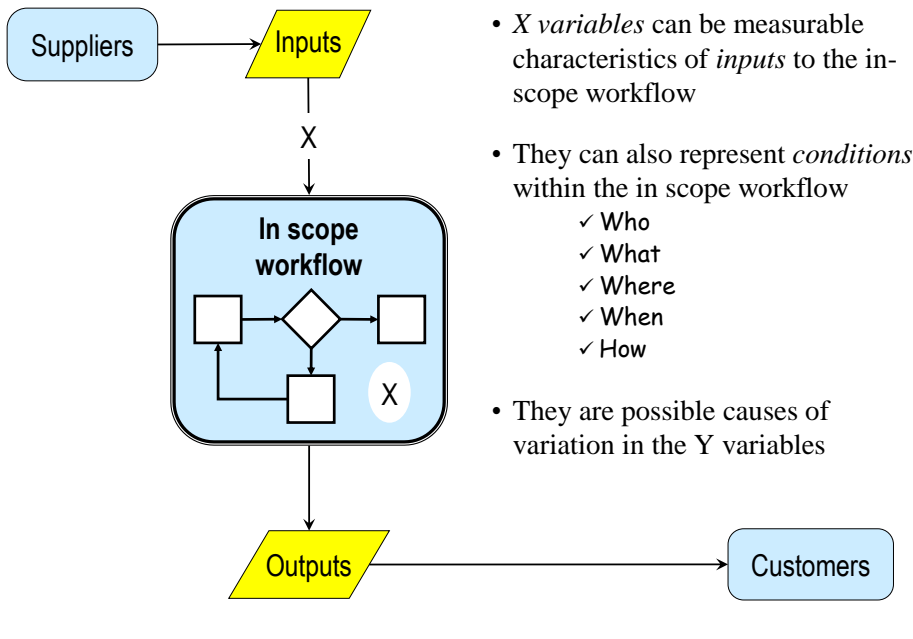 Suppliers
Inputs
X
In scope
workflow
X
Outputs
Customers
• X variables can be measurable
characteristics of inputs to the in-
scope workflow
• They can also represent conditions
within the in scope workflow
✓ Who
✓ What
✓ Where
✓ When
✓ How
• They are possible causes of
variation in the Y variables